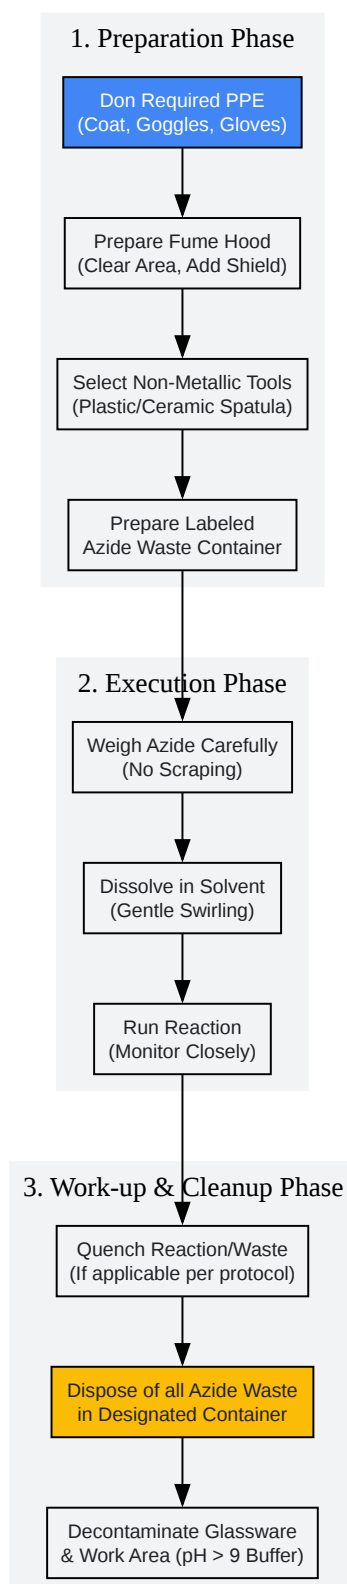 1. Preparation Phase
Don Required PPE
(Coat, Goggles, Gloves)
Prepare Fume Hood
(Clear Area, Add Shield)
Select Non-Metallic Tools
(Plastic/Ceramic Spatula)
Prepare Labeled
Azide Waste Container
2. Execution Phase
Weigh Azide Carefully
(No Scraping)
Dissolve in Solvent
(Gentle Swirling)
Run Reaction
(Monitor Closely)
3. Work-up & Cleanup Phase
Quench Reaction/Waste
(If applicable per protocol)
Dispose of all Azide Waste
in Designated Container
Decontaminate Glassware
& Work Area (pH > 9 Buffer)